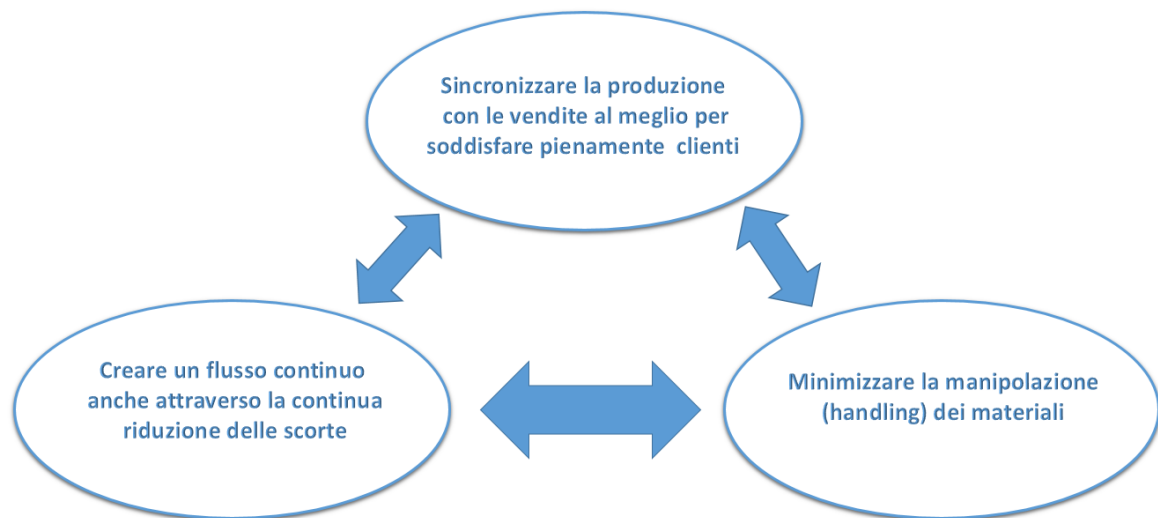 Sincronizzare la produzione
con le vendite al meglio per
soddisfare pienamente clienti
Creare un flusso continuo
anche attraverso la continua
riduzione delle scorte
Minimizzare la manipolazione
(handling) dei materiali